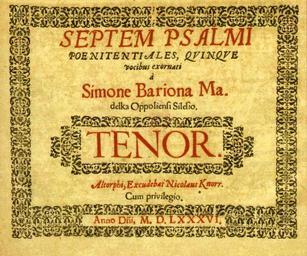 SEPTEM PSALMI
POENITENTIALES, QVINQVE
vocibus exornati
à
Simone Bariona Ma.
delka Oppoliensi Silesio.
TENOR.
Altorphi, Excudebat Nicolaus Knorr.
Cum privilegio.
Anno Dñi, M. D. LXXXVI.